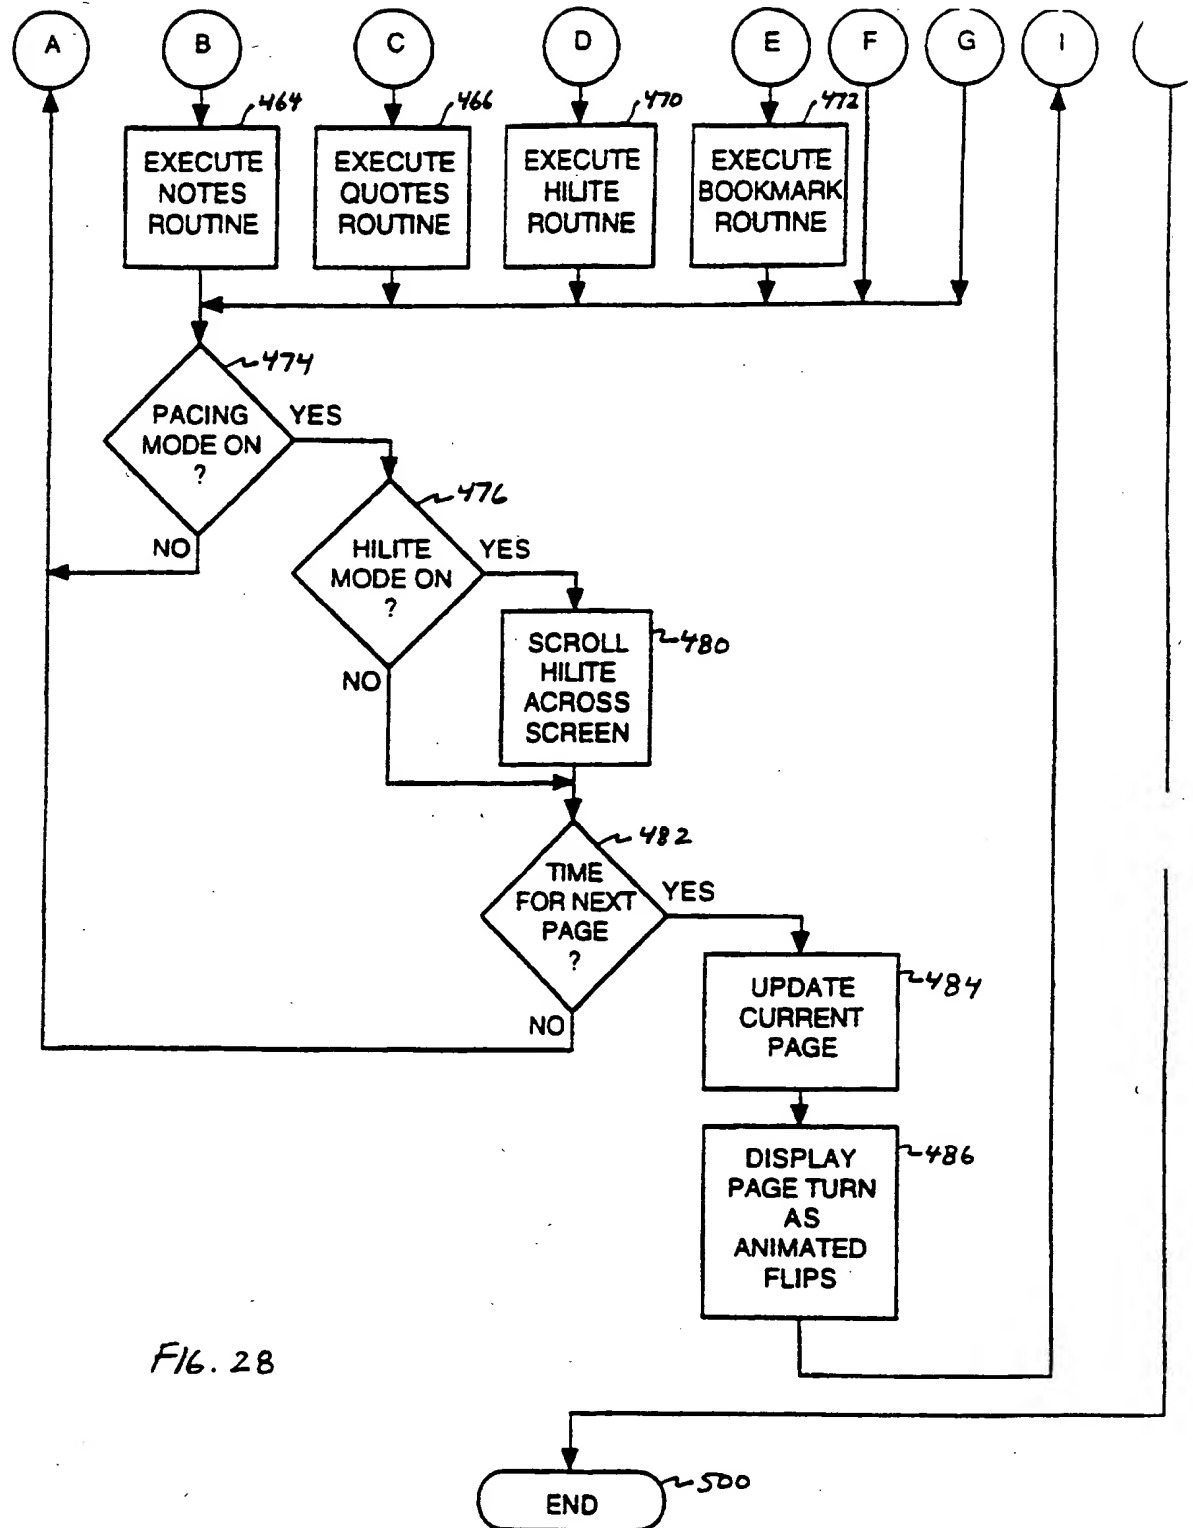 A B C D E F G I
464 466 470 472
EXECUTE
NOTES
ROUTINE
EXECUTE
QUOTES
ROUTINE
EXECUTE
HILITE
ROUTINE
EXECUTE
BOOKMARK
ROUTINE
474
PACING
MODE ON
?
YES
NO
476
HILITE
MODE ON
?
YES
NO
480
SCROLL
HILITE
ACROSS
SCREEN
482
TIME
FOR NEXT
PAGE
?
YES
NO
484
UPDATE
CURRENT
PAGE
486
DISPLAY
PAGE TURN
AS
ANIMATED
FLIPS
FIG. 28
500
END